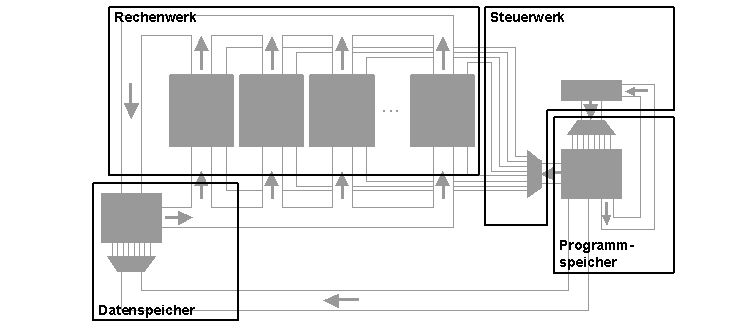 Rechenwerk
Steuerwerk
...
Programm-
speicher
Datenspeicher